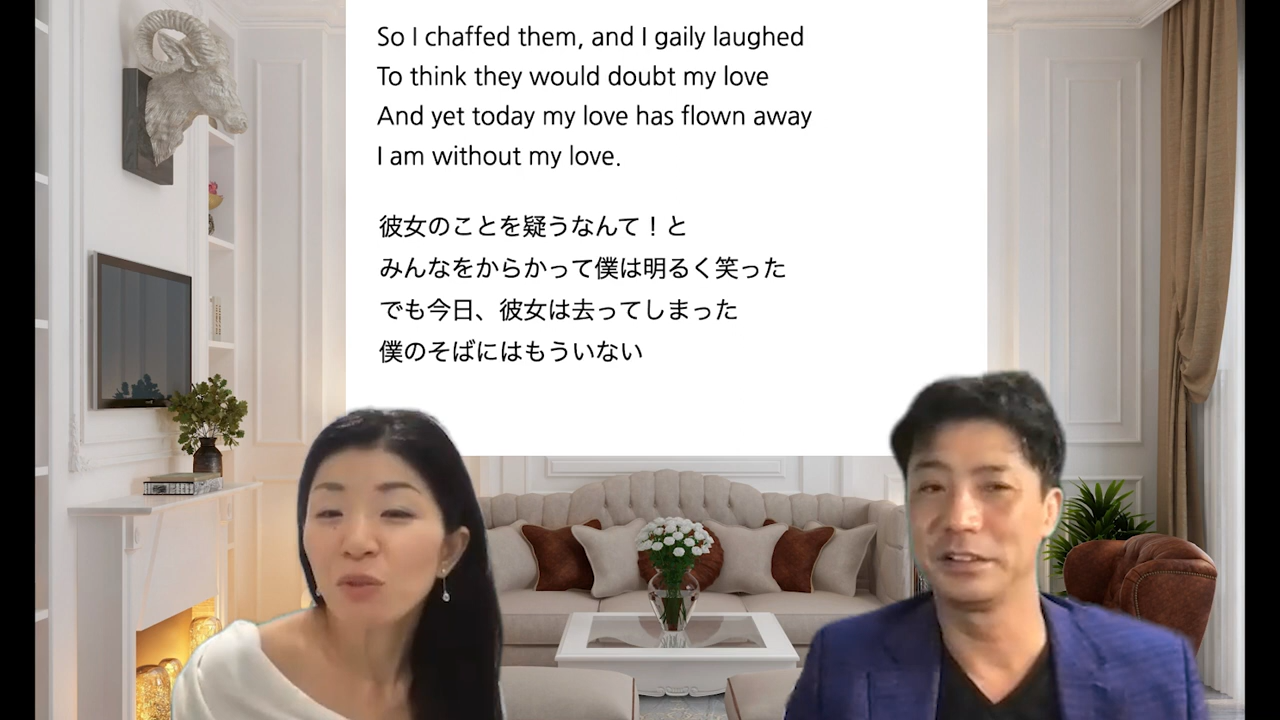 So I chaffed them, and I gaily laughed
To think they would doubt my love
And yet today my love has flown away
I am without my love.
彼女のことを疑うなんて！と
みんなをからかって僕は明るく笑った
でも今日、彼女は去ってしまった
僕のそばにはもういない